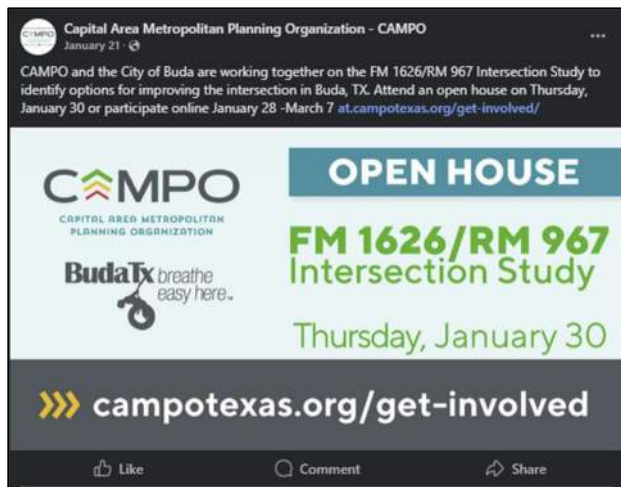 Capital Area Metropolitan Planning Organization - CAMPO
January 21
CAMPO and the City of Buda are working together on the FM 1626/RM 967 Intersection Study to
identify options for improving the intersection in Buda, TX. Attend an open house on Thursday,
January 30 or participate online January 28 -March 7 at.campotexas.org/get-involved/
CAMPO
CAPITAL AREA METROPOLITAN
PLANNING ORGANIZATION
BudaTx breathe
easy here.
OPEN HOUSE
FM 1626/RM 967
Intersection Study
Thursday, January 30
campotexas.org/get-involved
Like
Comment
Share